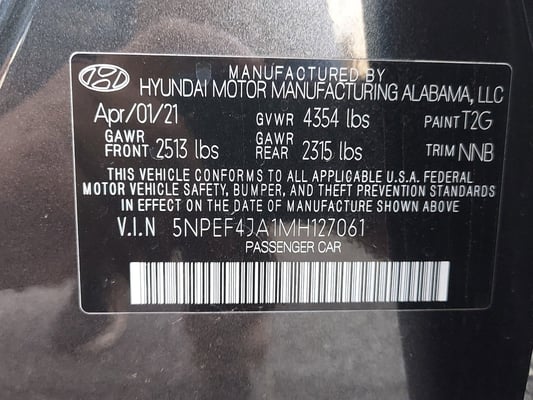 MANUFACTURED BY
HYUNDAI MOTOR MANUFACTURING ALABAMA, LLC
Apr/01/21 GVWR 4354 lbs PAINT T2G
GAWR FRONT 2513 lbs GAWR REAR 2315 lbs TRIM NNB
THIS VEHICLE CONFORMS TO ALL APPLICABLE U.S.A. FEDERAL
MOTOR VEHICLE SAFETY, BUMPER, AND THEFT PREVENTION STANDARDS
IN EFFECT ON THE DATE OF MANUFACTURE SHOWN ABOVE.
V.I.N 5NPEF4JA1MH127061
PASSENGER CAR